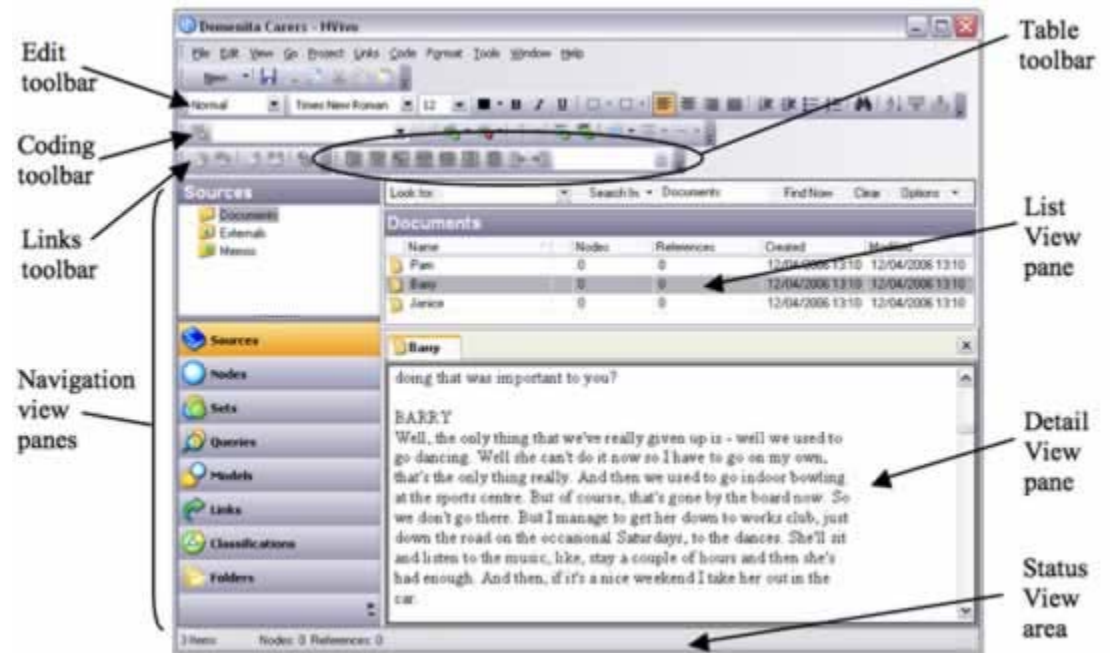 Domenita Carers - NVivo
File Edit View Go Project Links Code Format Tools Window Help
New
Normal Times New Roman 12 B I U
Sources
Documents
Externals
Memos
Look for: Search In Documents Find Now Clear Options
Documents
Name Nodes References Created Modified
Pam 0 0 12/04/2006 13:10 12/04/2006 13:10
Barry 0 0 12/04/2006 13:10 12/04/2006 13:10
Janice 0 0 12/04/2006 13:10 12/04/2006 13:10
Sources
Nodes
Sets
Queries
Models
Links
Classifications
Folders
Barry
doing that was important to you?
BARRY
Well, the only thing that we've really given up is - well we used to
go dancing. Well she can't do it now so I have to go on my own,
that's the only thing really. And then we used to go indoor bowling
at the sports centre. But of course, that's gone by the board now. So
we don't go there. But I manage to get her down to works club, just
down the road on the occasional Saturdays, to the dances. She'll sit
and listen to the music, like, stay a couple of hours and then she's
had enough. And then, if it's a nice weekend I take her out in the
car.
3 Items Nodes: 0 References: 0
Edit
toolbar
Coding
toolbar
Links
toolbar
Navigation
view
panes
Table
toolbar
List
View
pane
Detail
View
pane
Status
View
area